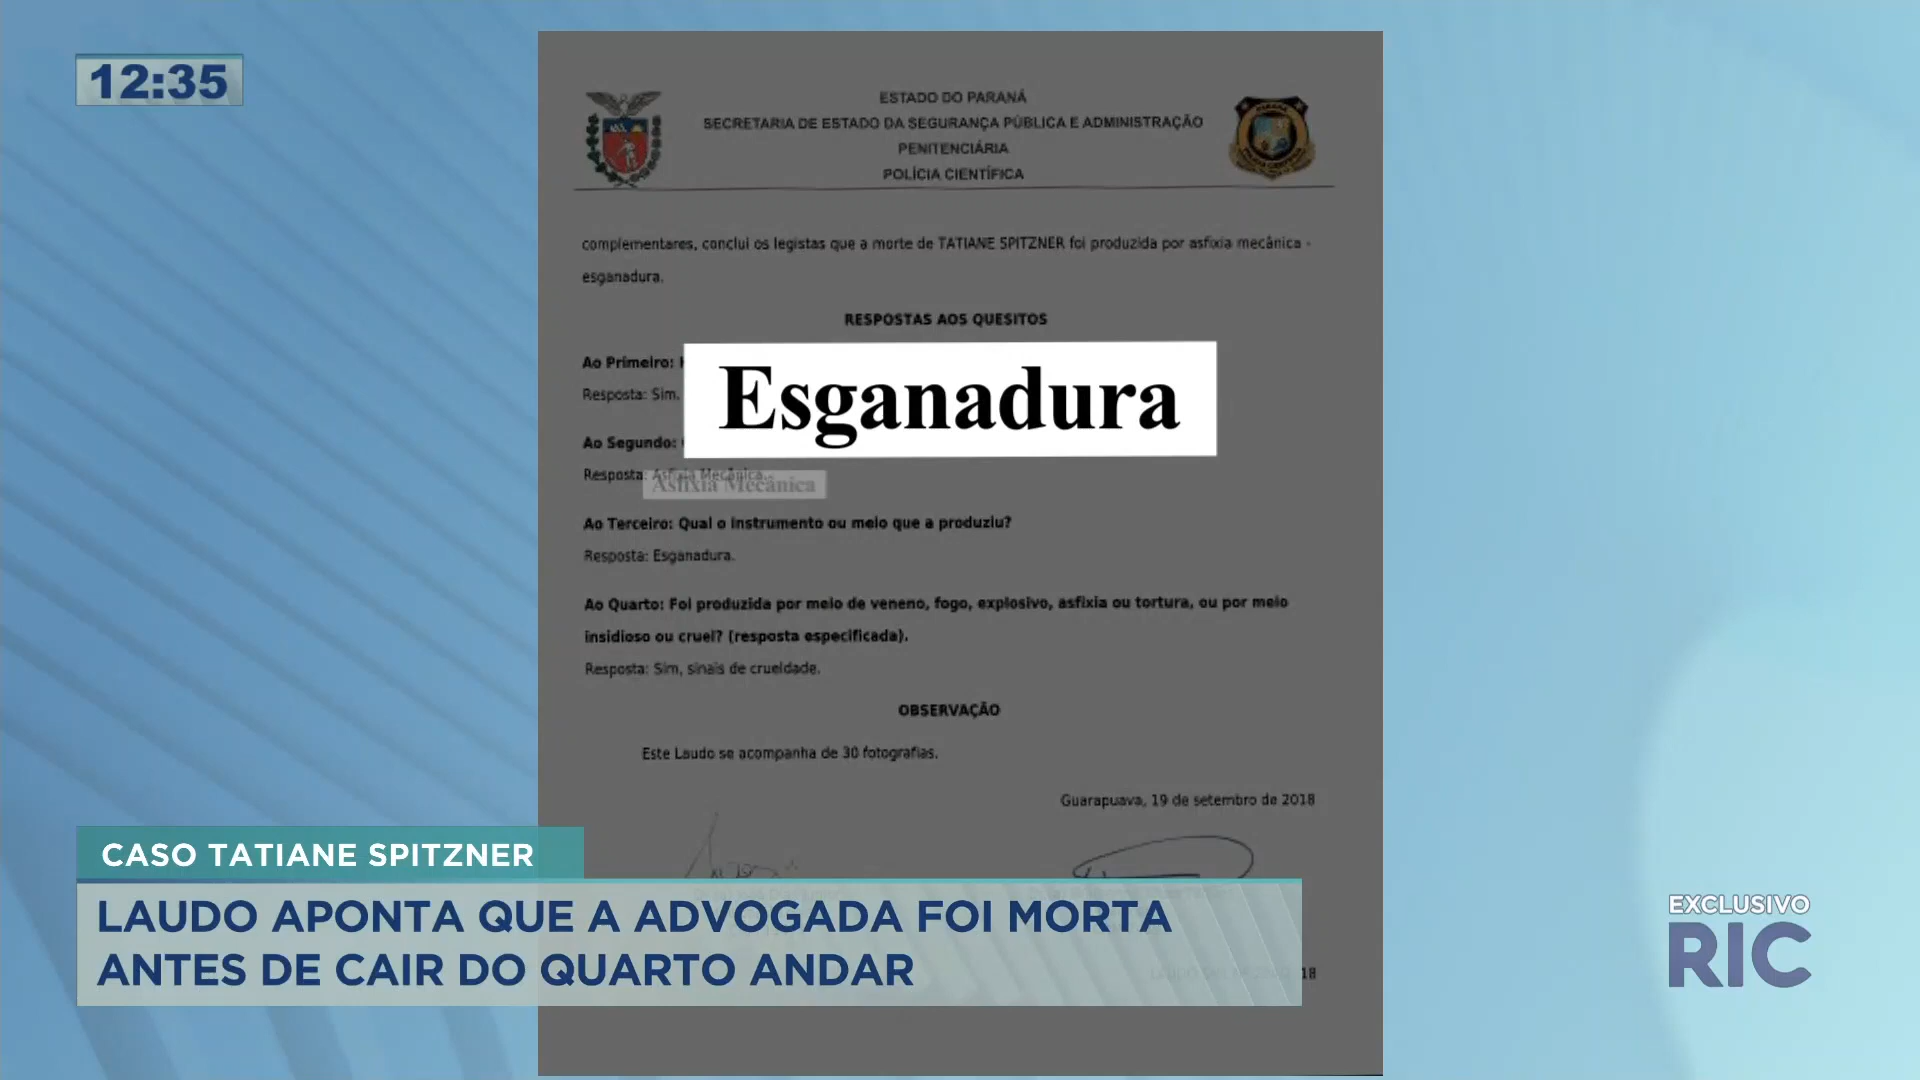 12:35
ESTADO DO PARANÁ
SECRETARIA DE ESTADO DA SEGURANÇA PÚBLICA E ADMINISTRAÇÃO
PENITENCIÁRIA
POLÍCIA CIENTÍFICA
complementares, conclui os legistas que a morte de TATIANE SPITZNER foi produzida por asfixia mecânica -
esganadura.
RESPOSTAS AOS QUESITOS
Ao Primeiro:
Esganadura
Resposta: Sim.
Ao Segundo:
Resposta: Asfixia Mecânica.
Asfixia Mecânica
Ao Terceiro: Qual o instrumento ou meio que a produziu?
Resposta: Esganadura.
Ao Quarto: Foi produzida por meio de veneno, fogo, explosivo, asfixia ou tortura, ou por meio
insidioso ou cruel? (resposta especificada).
Resposta: Sim, sinais de crueldade.
OBSERVAÇÃO
Este Laudo se acompanha de 30 fotografias.
Guarapuava, 19 de setembro de 2018
CASO TATIANE SPITZNER
LAUDO APONTA QUE A ADVOGADA FOI MORTA
ANTES DE CAIR DO QUARTO ANDAR
18
EXCLUSIVO
RIC